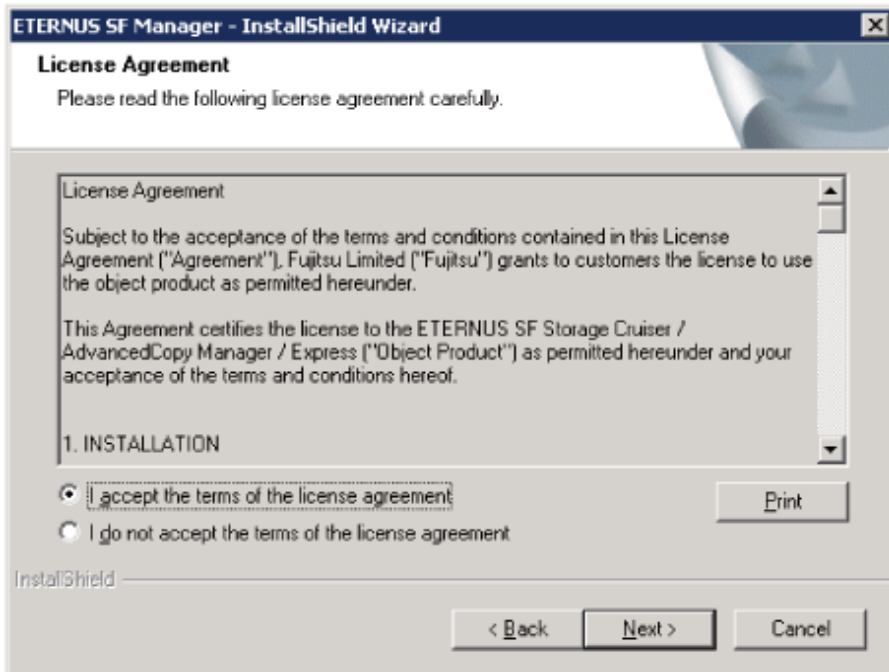 ETERNUS SF Manager - InstallShield Wizard
License Agreement
Please read the following license agreement carefully.
License Agreement
Subject to the acceptance of the terms and conditions contained in this License
Agreement ("Agreement"), Fujitsu Limited ("Fujitsu") grants to customers the license to use
the object product as permitted hereunder.
This Agreement certifies the license to the ETERNUS SF Storage Cruiser /
AdvancedCopy Manager / Express ("Object Product") as permitted hereunder and your
acceptance of the terms and conditions hereof.
1. INSTALLATION
I accept the terms of the license agreement
Print
I do not accept the terms of the license agreement
InstallShield
< Back
Next >
Cancel